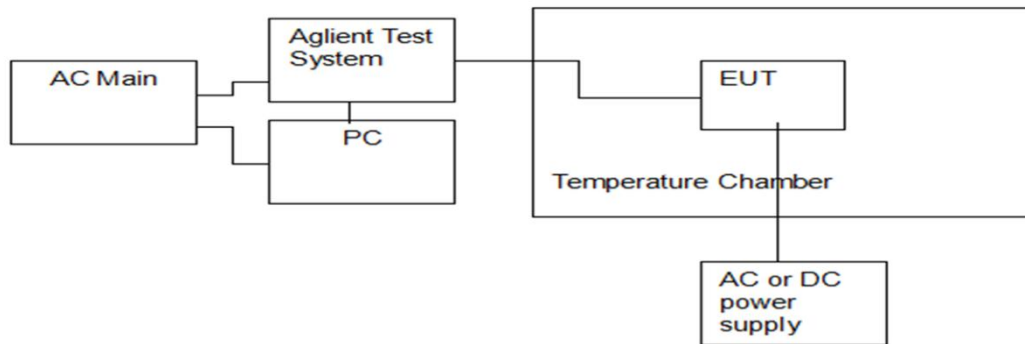 AC Main
Aglient Test
System
PC
EUT
Temperature Chamber
AC or DC
power
supply